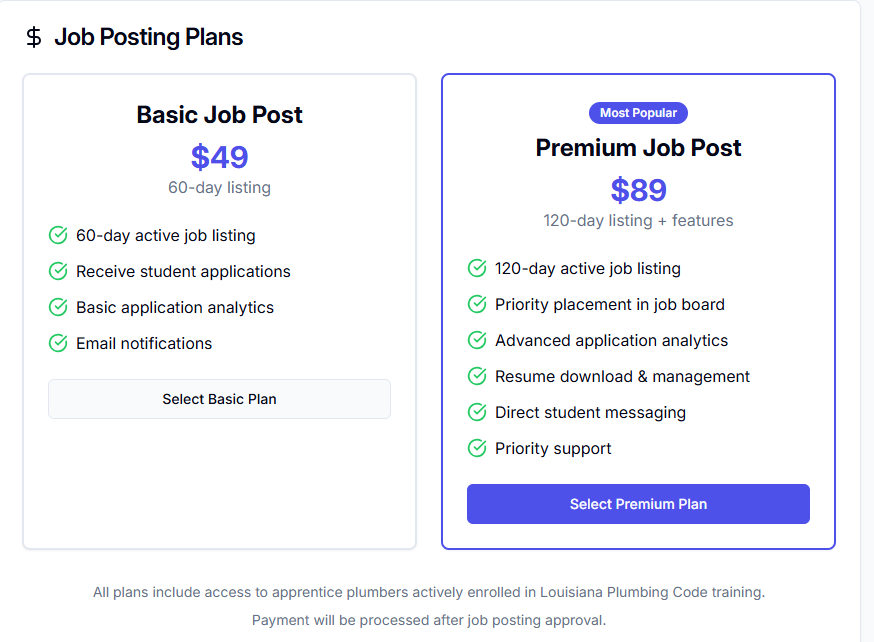 $ Job Posting Plans
Basic Job Post
$49
60-day listing
60-day active job listing
Receive student applications
Basic application analytics
Email notifications
Select Basic Plan
Most Popular
Premium Job Post
$89
120-day listing + features
120-day active job listing
Priority placement in job board
Advanced application analytics
Resume download & management
Direct student messaging
Priority support
Select Premium Plan
All plans include access to apprentice plumbers actively enrolled in Louisiana Plumbing Code training.
Payment will be processed after job posting approval.